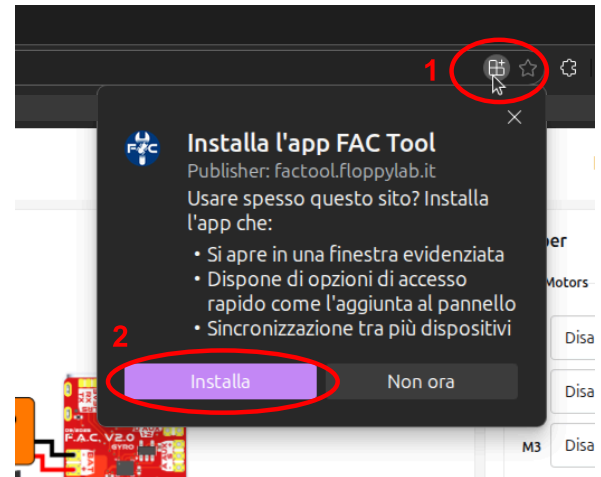 1
Installa l'app FAC Tool
Publisher: factool.floppylab.it
Usare spesso questo sito? Installa
l'app che:
• Si apre in una finestra evidenziata
• Dispone di opzioni di accesso
rapido come l'aggiunta al pannello
• Sincronizzazione tra più dispositivi
2
Installa
Non ora
Motors
Disa
Disa
M3 Disa
F.A.C. V2.0
GYRO
BAT